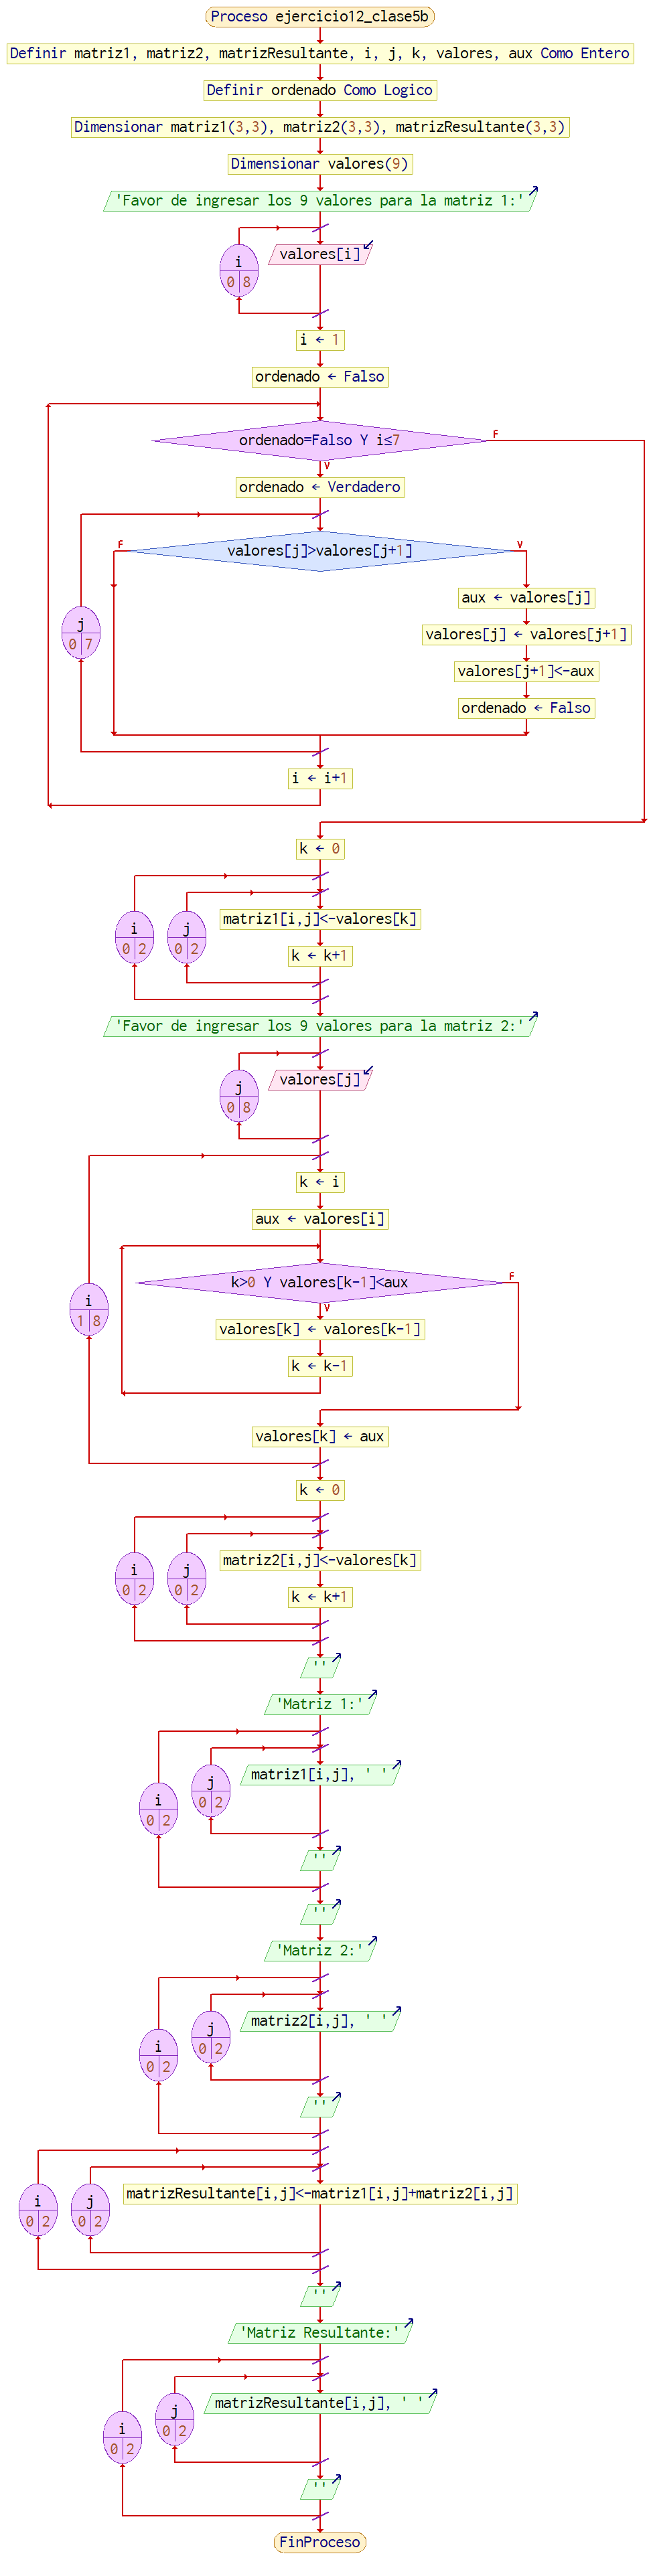 Proceso ejercicio12_clase5b
Definir matriz1, matriz2, matrizResultante, i, j, k, valores, aux Como Entero
Definir ordenado Como Logico
Dimensionar matriz1(3,3), matriz2(3,3), matrizResultante(3,3)
Dimensionar valores(9)
'Favor de ingresar los 9 valores para la matriz 1:'
i
0 8
valores[i]
i ← 1
ordenado ← Falso
ordenado=Falso Y i≤7
F
V
ordenado ← Verdadero
j
0 7
valores[j]>valores[j+1]
F
V
aux ← valores[j]
valores[j] ← valores[j+1]
valores[j+1]<-aux
ordenado ← Falso
i ← i+1
k ← 0
i
0 2
j
0 2
matriz1[i,j]<-valores[k]
k ← k+1
'Favor de ingresar los 9 valores para la matriz 2:'
j
0 8
valores[j]
i
1 8
k ← i
aux ← valores[i]
k>0 Y valores[k-1]<aux
F
V
valores[k] ← valores[k-1]
k ← k-1
valores[k] ← aux
k ← 0
i
0 2
j
0 2
matriz2[i,j]<-valores[k]
k ← k+1
''
'Matriz 1:'
i
0 2
j
0 2
matriz1[i,j], ' '
''
''
'Matriz 2:'
i
0 2
j
0 2
matriz2[i,j], ' '
''
i
0 2
j
0 2
matrizResultante[i,j]<-matriz1[i,j]+matriz2[i,j]
''
'Matriz Resultante:'
i
0 2
j
0 2
matrizResultante[i,j], ' '
''
FinProceso